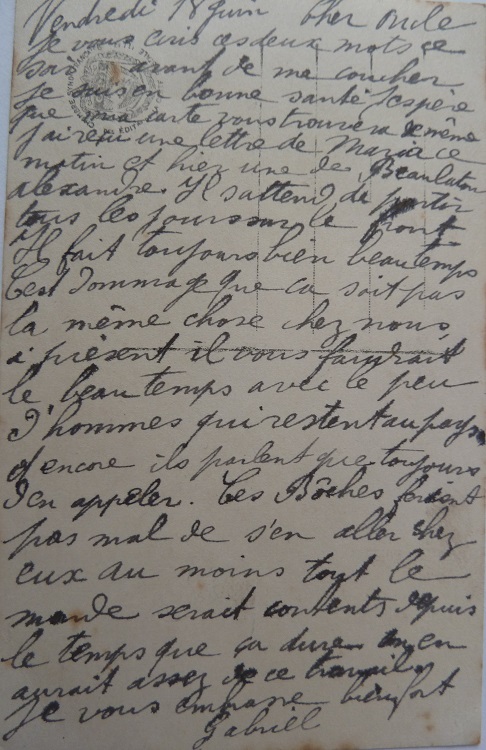 Vendredi 18 Juin Cher Oncle
Je vous ecris ces deux mots ce
soir avant de me coucher
Je suis en bonne santé J'espère
que ma carte vous trouvera de même
J'ai reçu une lettre de Maria ce
matin et hier une de Beaulaton
alexandre. Il s'attend de partir
tous les jours sur le front
Il fait toujours bien beau temps
C'est dommage que ca soit pas
la même chose chez nous
à présent il vous faudrait
le beau temps avec le peu
d'hommes qui restent au pays
et encore ils parlent que toujours
d'en appeler. Ces Bôches feraient
pas mal de s'en aller chez
eux au moins tout le
monde serait contents depuis
le temps que ça dure on en
aurait assez de ce travail
Je vous embrasse bien fort
Gabriel